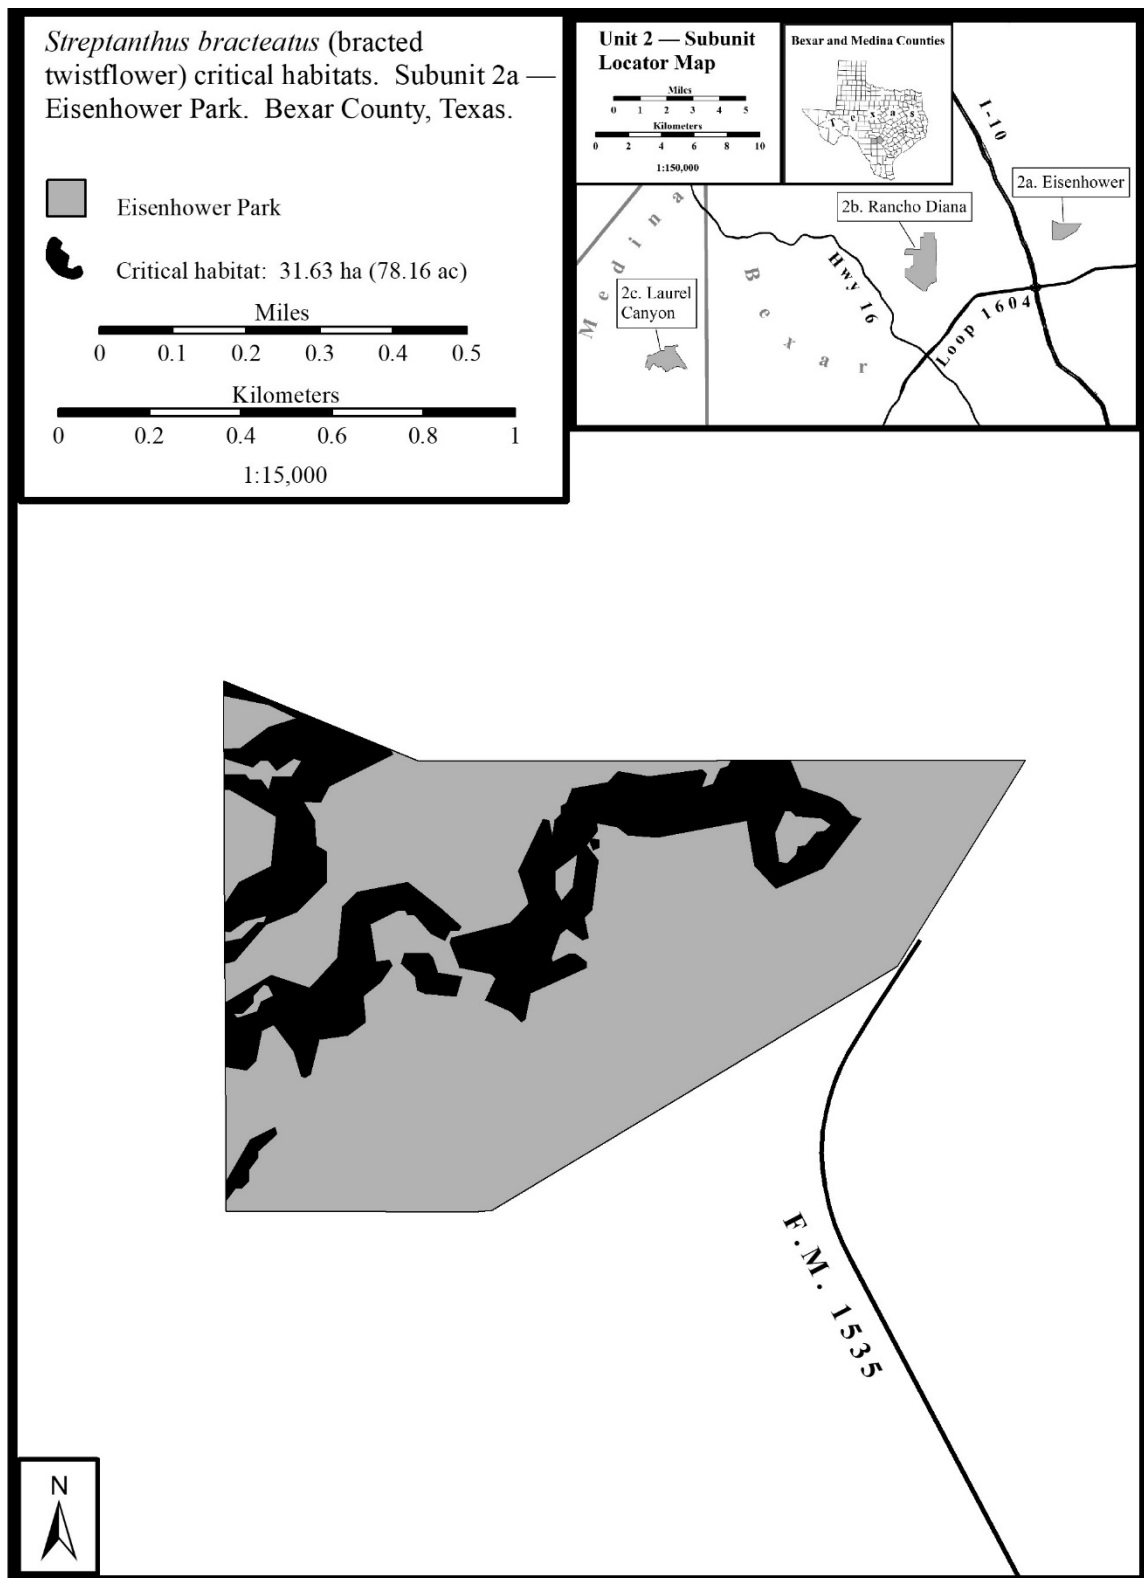 Streptanthus bracteatus (bracted
twistflower) critical habitats. Subunit 2a —
Eisenhower Park. Bexar County, Texas.
Eisenhower Park
Critical habitat: 31.63 ha (78.16 ac)
Miles
0 0.1 0.2 0.3 0.4 0.5
Kilometers
0 0.2 0.4 0.6 0.8 1
1:15,000
Unit 2 — Subunit
Locator Map
Miles
0 1 2 3 4 5
Kilometers
0 2 4 6 8 10
1:150,000
Bexar and Medina Counties
Texas
I-10
2a. Eisenhower
2b. Rancho Diana
Medina
Bexar
Hwy 16
Loop 1604
2c. Laurel
Canyon
F.M. 1535
N